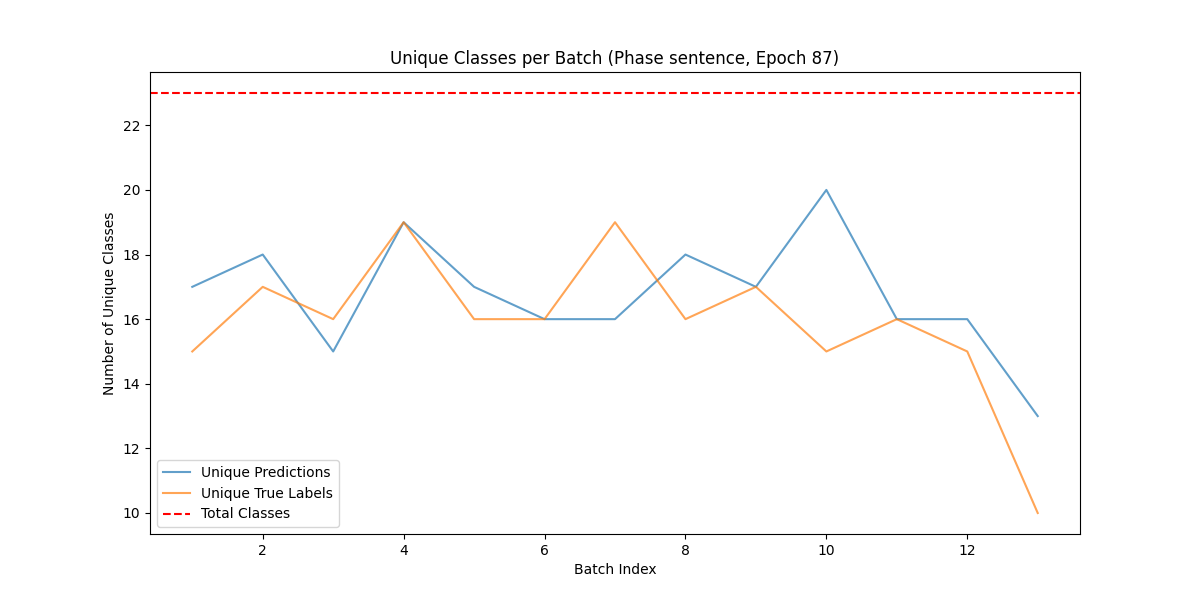 Unique Classes per Batch (Phase sentence, Epoch 87)
Number of Unique Classes
22
20
18
16
14
12
10
Unique Predictions
Unique True Labels
Total Classes
2 4 6 8 10 12
Batch Index